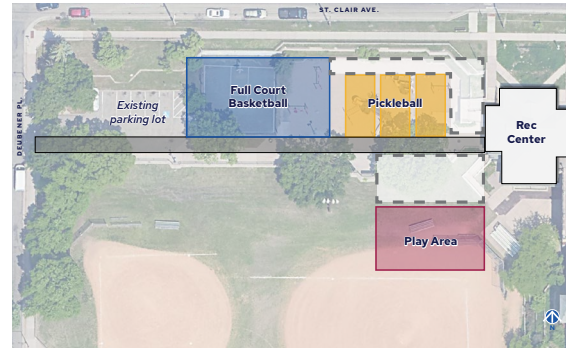 ST. CLAIR AVE.
DEUBENER PL.
Existing
parking lot
Full Court
Basketball
Pickleball
Rec
Center
Play Area
N